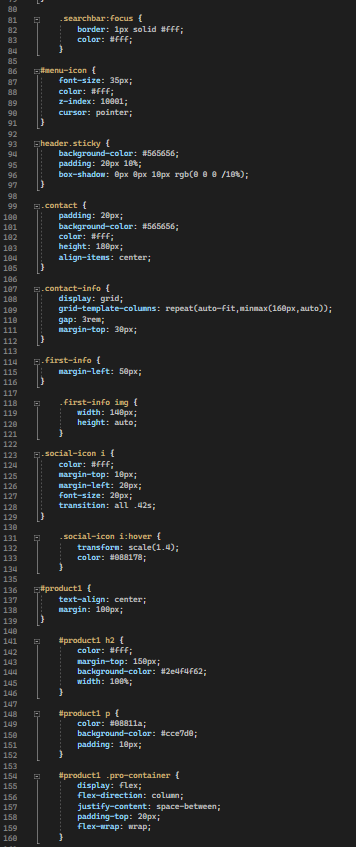 80
81 .searchbar:focus {
82 border: 1px solid #fff;
83 color: #fff;
84 }
85
86 #menu-icon {
87 font-size: 35px;
88 color: #fff;
89 z-index: 10001;
90 cursor: pointer;
91 }
92
93 header.sticky {
94 background-color: #565656;
95 padding: 20px 10%;
96 box-shadow: 0px 0px 10px rgb(0 0 0 /10%);
97 }
98
99 .contact {
100 padding: 20px;
101 background-color: #565656;
102 color: #fff;
103 height: 180px;
104 align-items: center;
105 }
106
107 .contact-info {
108 display: grid;
109 grid-template-columns: repeat(auto-fit,minmax(160px,auto));
110 gap: 3rem;
111 margin-top: 30px;
112 }
113
114 .first-info {
115 margin-left: 50px;
116 }
117
118 .first-info img {
119 width: 140px;
120 height: auto;
121 }
122
123 .social-icon i {
124 color: #fff;
125 margin-top: 10px;
126 margin-left: 20px;
127 font-size: 20px;
128 transition: all .42s;
129 }
130
131 .social-icon i:hover {
132 transform: scale(1.4);
133 color: #088178;
134 }
135
136 #product1 {
137 text-align: center;
138 margin: 100px;
139 }
140
141 #product1 h2 {
142 color: #fff;
143 margin-top: 150px;
144 background-color: #2e4f4f62;
145 width: 100%;
146 }
147
148 #product1 p {
149 color: #08811a;
150 background-color: #cce7d0;
151 padding: 10px;
152 }
153
154 #product1 .pro-container {
155 display: flex;
156 flex-direction: column;
157 justify-content: space-between;
158 padding-top: 20px;
159 flex-wrap: wrap;
160 }